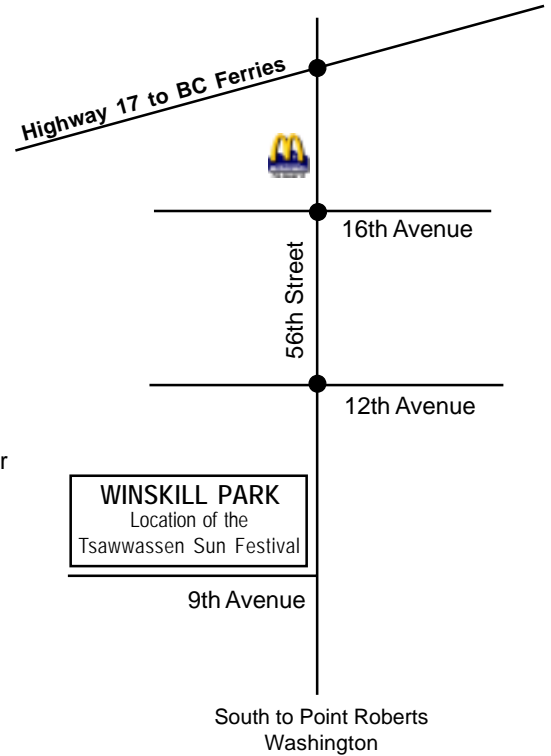 Highway 17 to BC Ferries
16th Avenue
56th Street
12th Avenue
r
WINSKILL PARK
Location of the
Tsawwassen Sun Festival
9th Avenue
South to Point Roberts
Washington